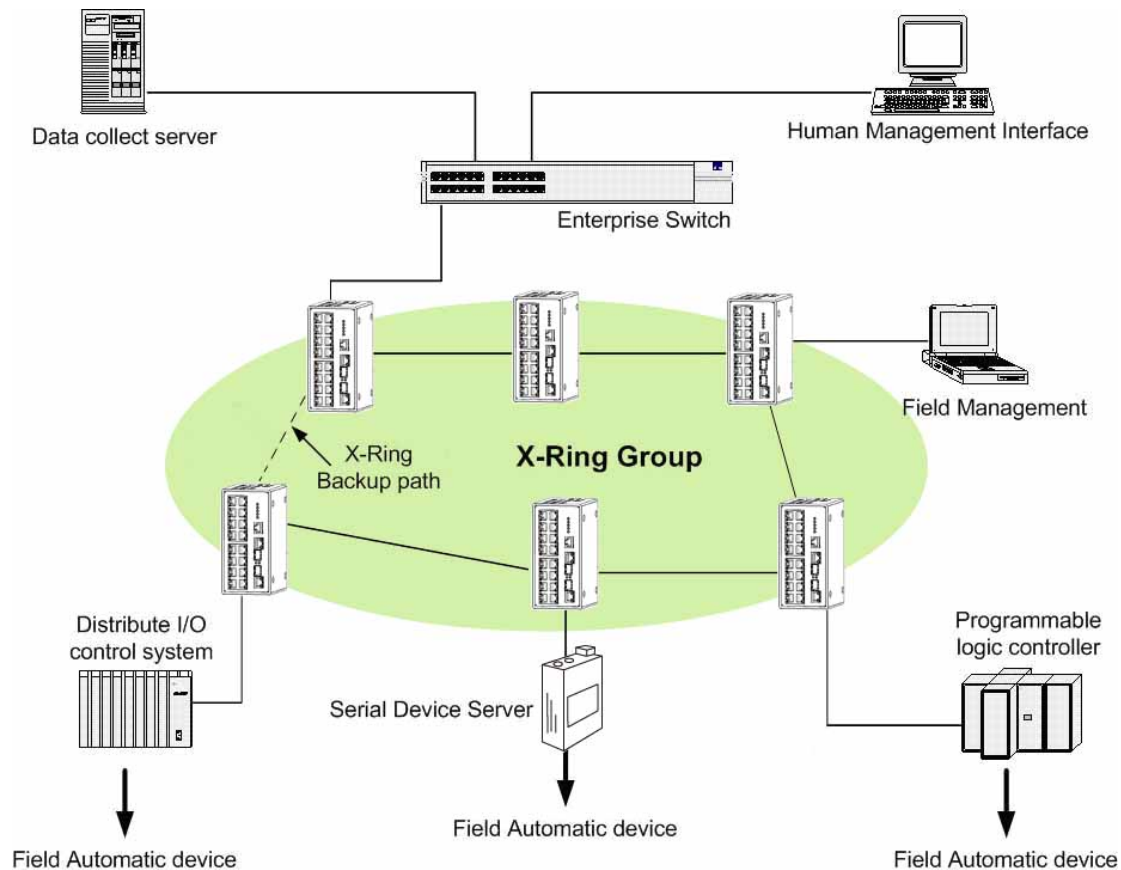 Data collect server
Human Management Interface
Enterprise Switch
Field Management
X-Ring
Backup path
X-Ring Group
Distribute I/O
control system
Serial Device Server
Programmable
logic controller
Field Automatic device
Field Automatic device
Field Automatic device